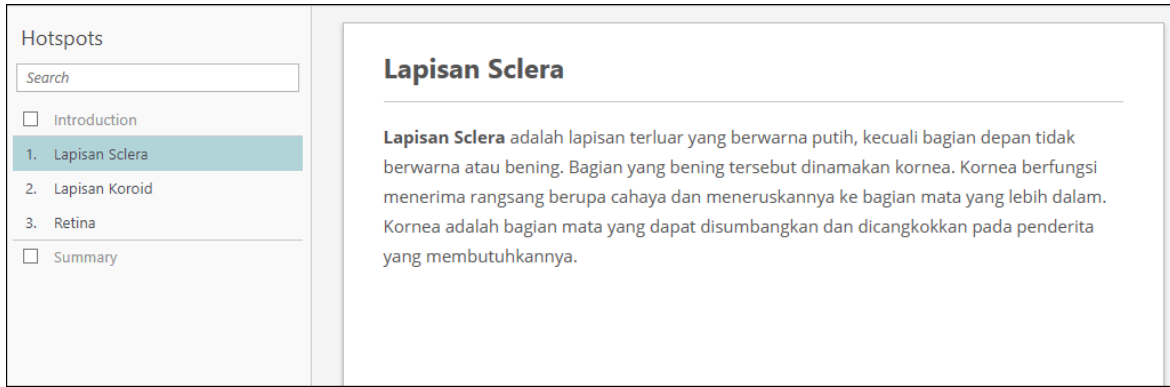 Hotspots
Search
Introduction
1. Lapisan Sclera
2. Lapisan Koroid
3. Retina
Summary
Lapisan Sclera
Lapisan Sclera adalah lapisan terluar yang berwarna putih, kecuali bagian depan tidak
berwarna atau bening. Bagian yang bening tersebut dinamakan kornea. Kornea berfungsi
menerima rangsang berupa cahaya dan meneruskannya ke bagian mata yang lebih dalam.
Kornea adalah bagian mata yang dapat disumbangkan dan dicangkokkan pada penderita
yang membutuhkannya.